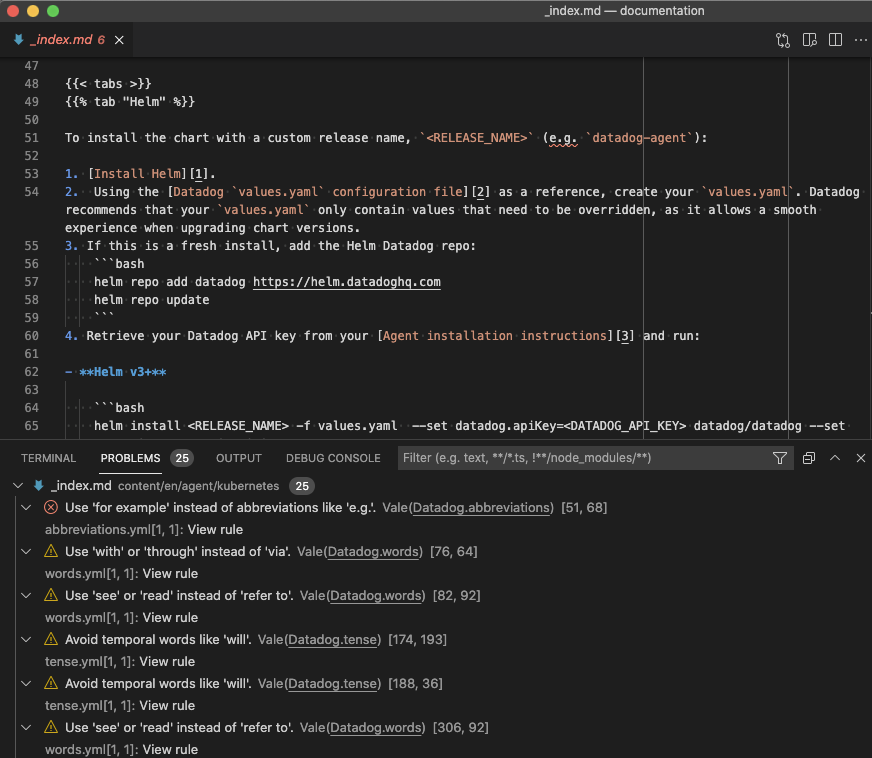 _index.md — documentation
_index.md 6
47
48 {{< tabs >}}
49 {{% tab "Helm" %}}
50
51 To install the chart with a custom release name, `<RELEASE_NAME>` (e.g. `datadog-agent`):
52
53 1. [Install Helm][1].
54 2.  Using the [Datadog `values.yaml` configuration file][2] as a reference, create your `values.yaml`. Datadog
recommends that your `values.yaml` only contain values that need to be overridden, as it allows a smooth
experience when upgrading chart versions.
55 3. If this is a fresh install, add the Helm Datadog repo:
56     ```bash
57     helm repo add datadog https://helm.datadoghq.com
58     helm repo update
59     ```
60 4. Retrieve your Datadog API key from your [Agent installation instructions][3] and run:
61
62 - **Helm v3+**
63
64     ```bash
65     helm install <RELEASE_NAME> -f values.yaml  --set datadog.apiKey=<DATADOG_API_KEY> datadog/datadog --set
TERMINAL PROBLEMS 25 OUTPUT DEBUG CONSOLE Filter (e.g. text, **/*.ts, !**/node_modules/**)
_index.md content/en/agent/kubernetes 25
Use 'for example' instead of abbreviations like 'e.g.'. Vale(Datadog.abbreviations) [51, 68]
abbreviations.yml[1, 1]: View rule
Use 'with' or 'through' instead of 'via'. Vale(Datadog.words) [76, 64]
words.yml[1, 1]: View rule
Use 'see' or 'read' instead of 'refer to'. Vale(Datadog.words) [82, 92]
words.yml[1, 1]: View rule
Avoid temporal words like 'will'. Vale(Datadog.tense) [174, 193]
tense.yml[1, 1]: View rule
Avoid temporal words like 'will'. Vale(Datadog.tense) [188, 36]
tense.yml[1, 1]: View rule
Use 'see' or 'read' instead of 'refer to'. Vale(Datadog.words) [306, 92]
words.yml[1, 1]: View rule